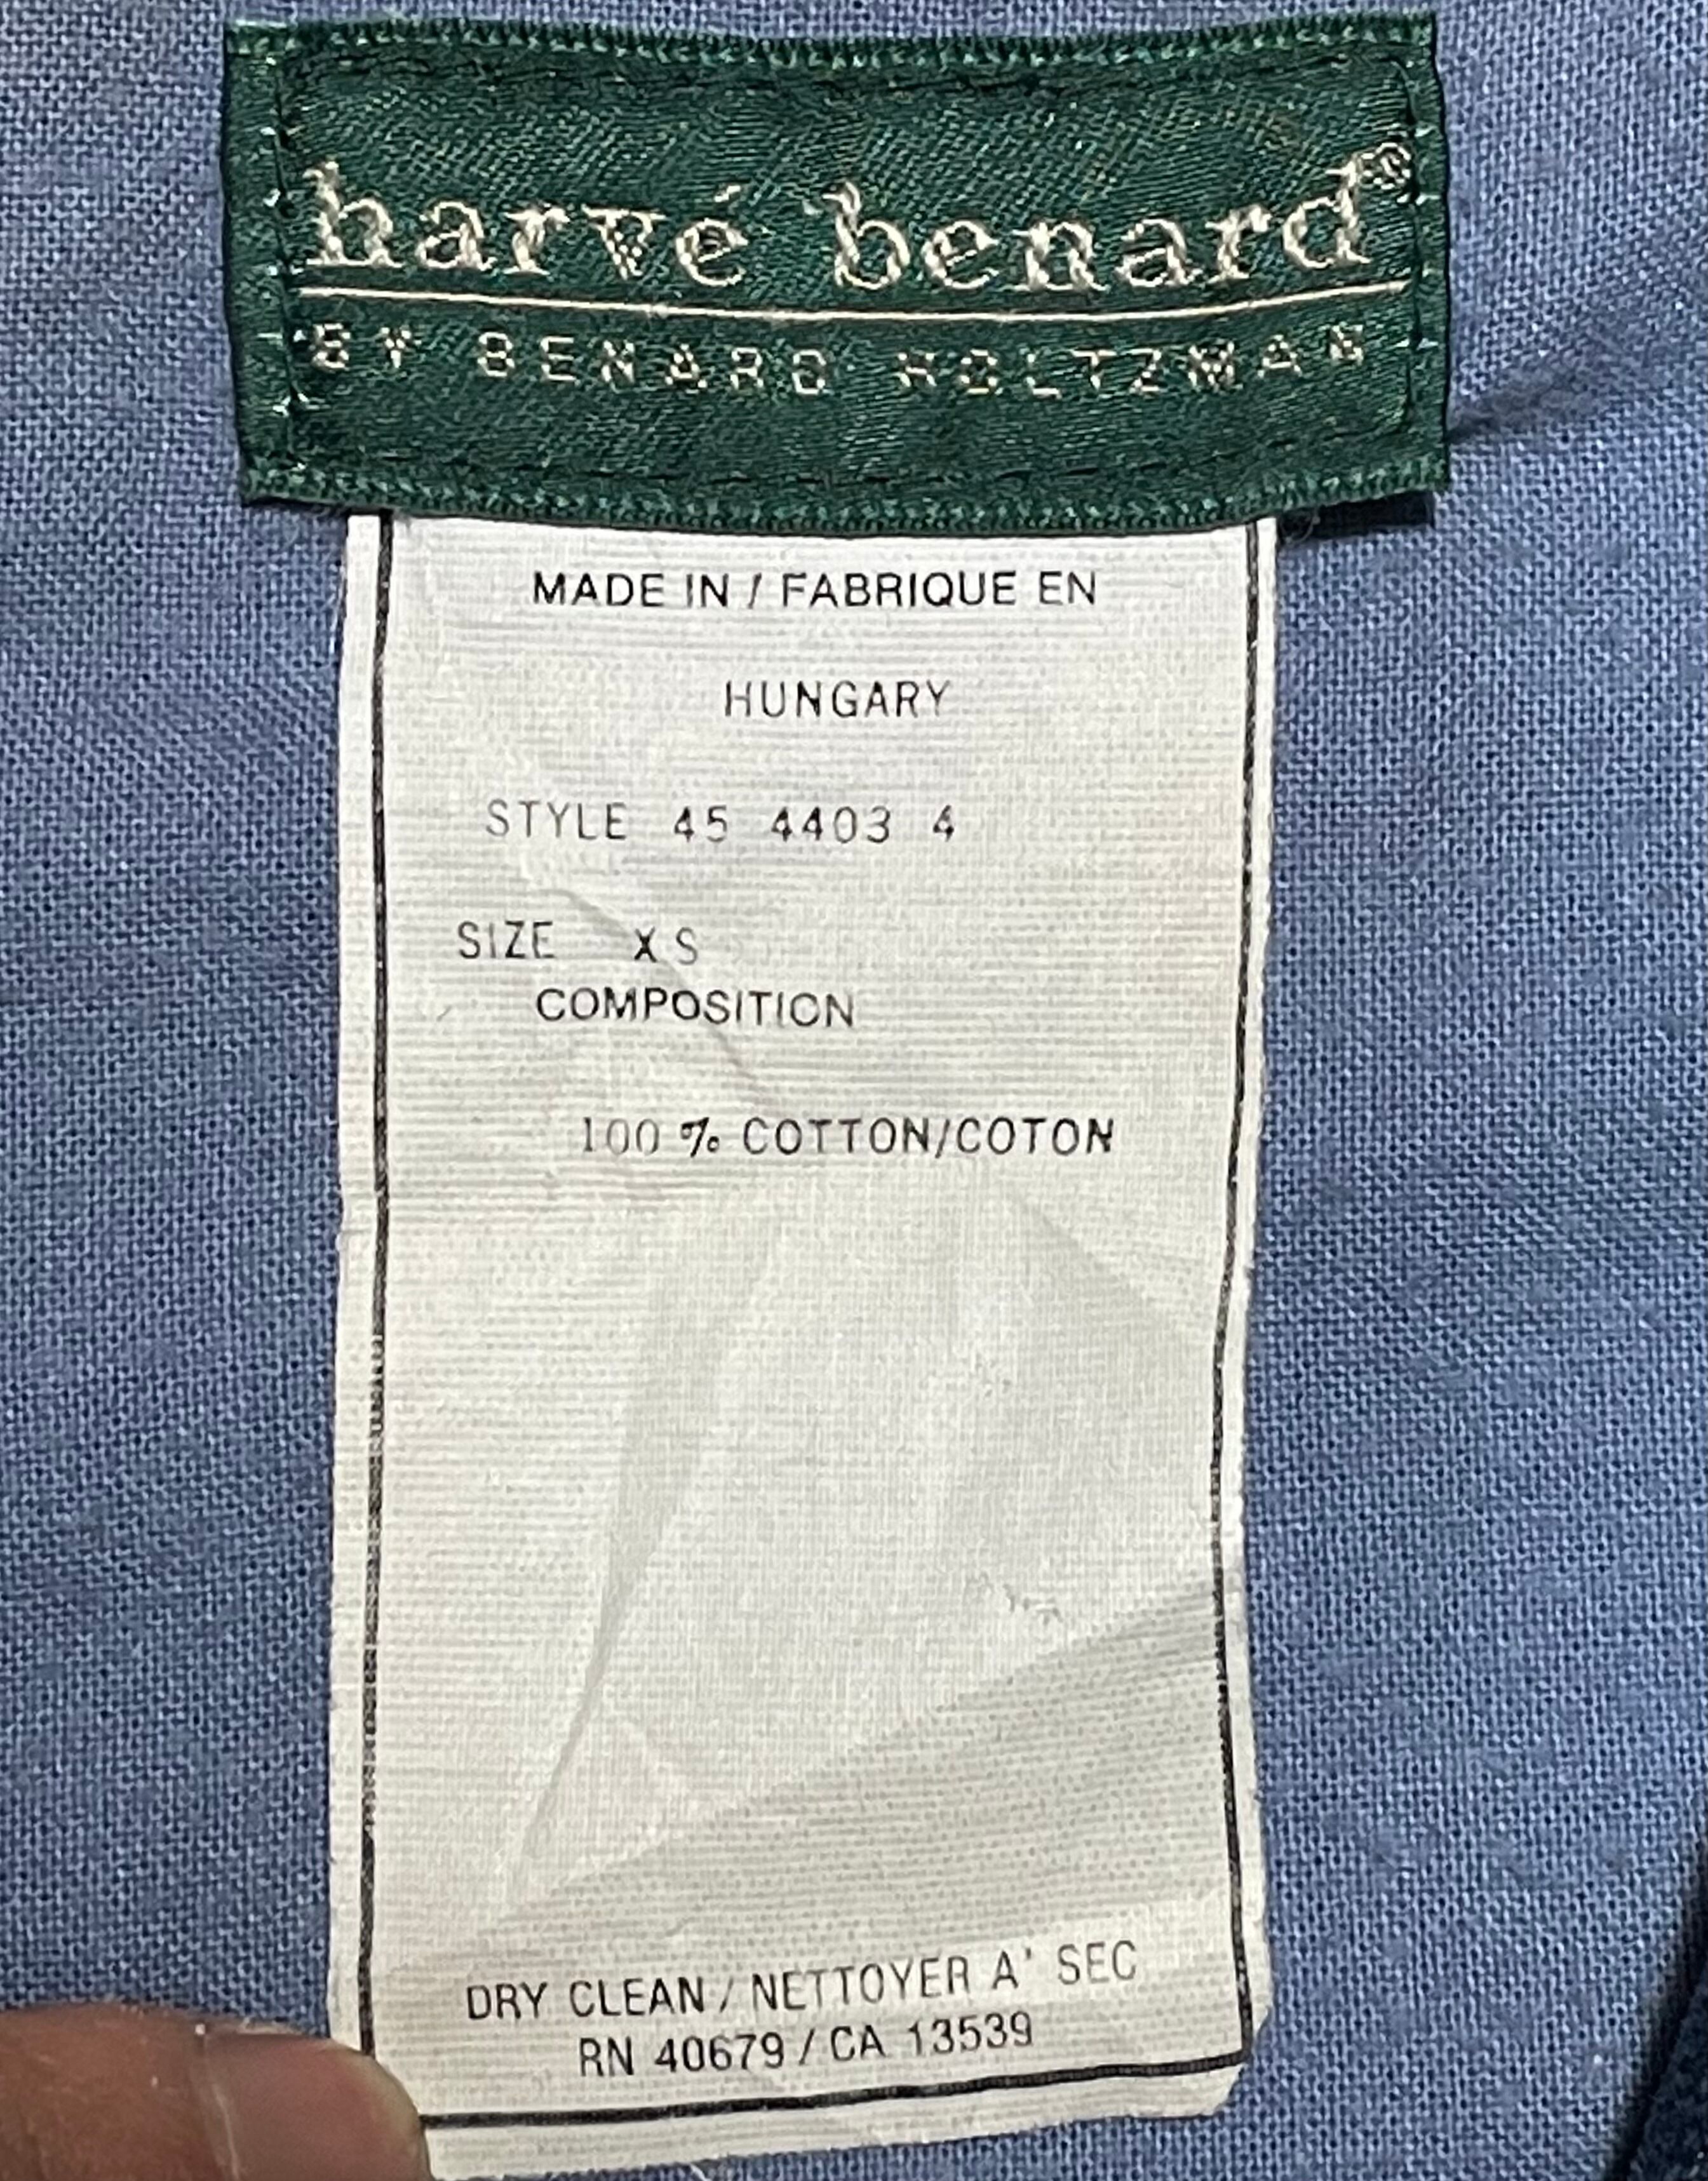 harvé benard®
BY BENARD HOLTZMAN
MADE IN / FABRIQUE EN
HUNGARY
STYLE 45 4403 4
SIZE XS
COMPOSITION
100 % COTTON/COTON
DRY CLEAN / NETTOYER A' SEC
RN 40679 / CA 13539